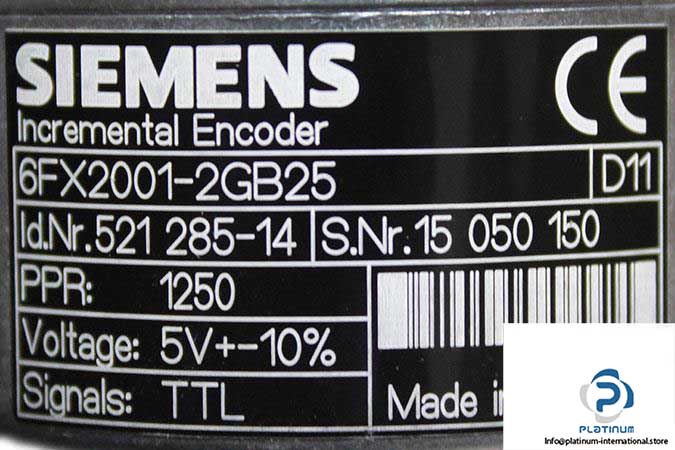 SIEMENS CE
Incremental Encoder
6FX2001-2GB25 D11
Id.Nr.521 285-14 S.Nr.15 050 150
PPR: 1250
Voltage: 5V+-10%
Signals: TTL Made
PLATINUM
Info@platinum-international.store